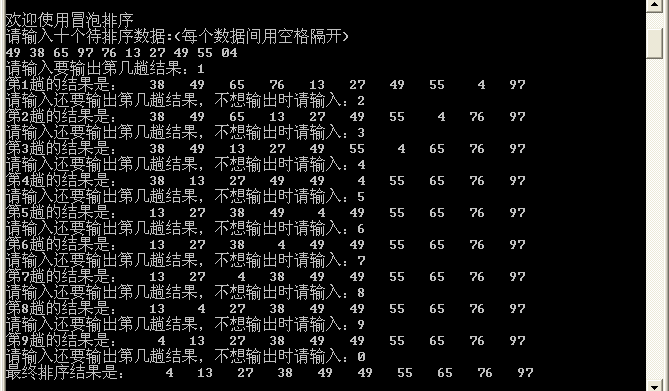 欢迎使用冒泡排序
请输入十个待排序数据:(每个数据间用空格隔开)
49 38 65 97 76 13 27 49 55 04
请输入要输出第几趟结果：1
第1趟的结果是： 38 49 65 76 13 27 49 55 4 97
请输入还要输出第几趟结果，不想输出时请输入：2
第2趟的结果是： 38 49 65 13 27 49 55 4 76 97
请输入还要输出第几趟结果，不想输出时请输入：3
第3趟的结果是： 38 49 13 27 49 55 4 65 76 97
请输入还要输出第几趟结果，不想输出时请输入：4
第4趟的结果是： 38 13 27 49 49 4 55 65 76 97
请输入还要输出第几趟结果，不想输出时请输入：5
第5趟的结果是： 13 27 38 49 4 49 55 65 76 97
请输入还要输出第几趟结果，不想输出时请输入：6
第6趟的结果是： 13 27 38 4 49 49 55 65 76 97
请输入还要输出第几趟结果，不想输出时请输入：7
第7趟的结果是： 13 27 4 38 49 49 55 65 76 97
请输入还要输出第几趟结果，不想输出时请输入：8
第8趟的结果是： 13 4 27 38 49 49 55 65 76 97
请输入还要输出第几趟结果，不想输出时请输入：9
第9趟的结果是： 4 13 27 38 49 49 55 65 76 97
请输入还要输出第几趟结果，不想输出时请输入：0
最终排序结果是： 4 13 27 38 49 49 55 65 76 97